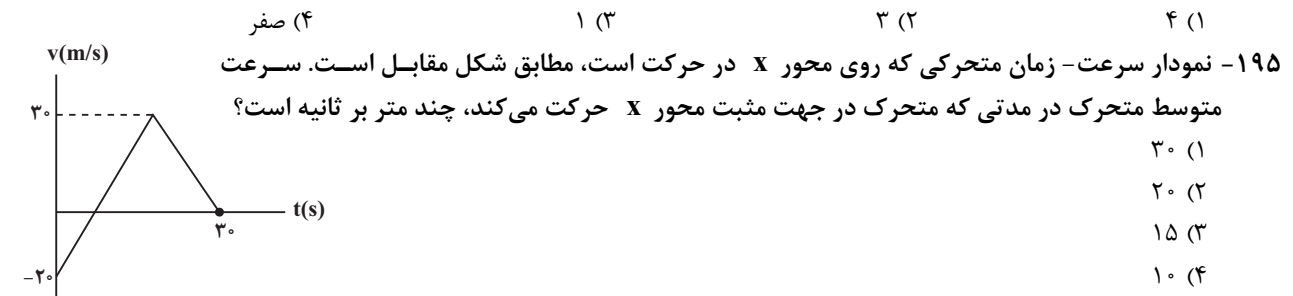 ۱) ۴ ۲) ۳ ۳) ۱ ۴) صفر
۱۹۵- نمودار سرعت- زمان متحرکی که روی محور x در حرکت است، مطابق شکل مقابل است. سرعت
متوسط متحرک در مدتی که متحرک در جهت مثبت محور x حرکت می‌کند، چند متر بر ثانیه است؟
۱) ۳۰
۲) ۲۰
۳) ۱۵
۴) ۱۰
v(m/s)
۳۰
t(s)
۳۰
-۲۰